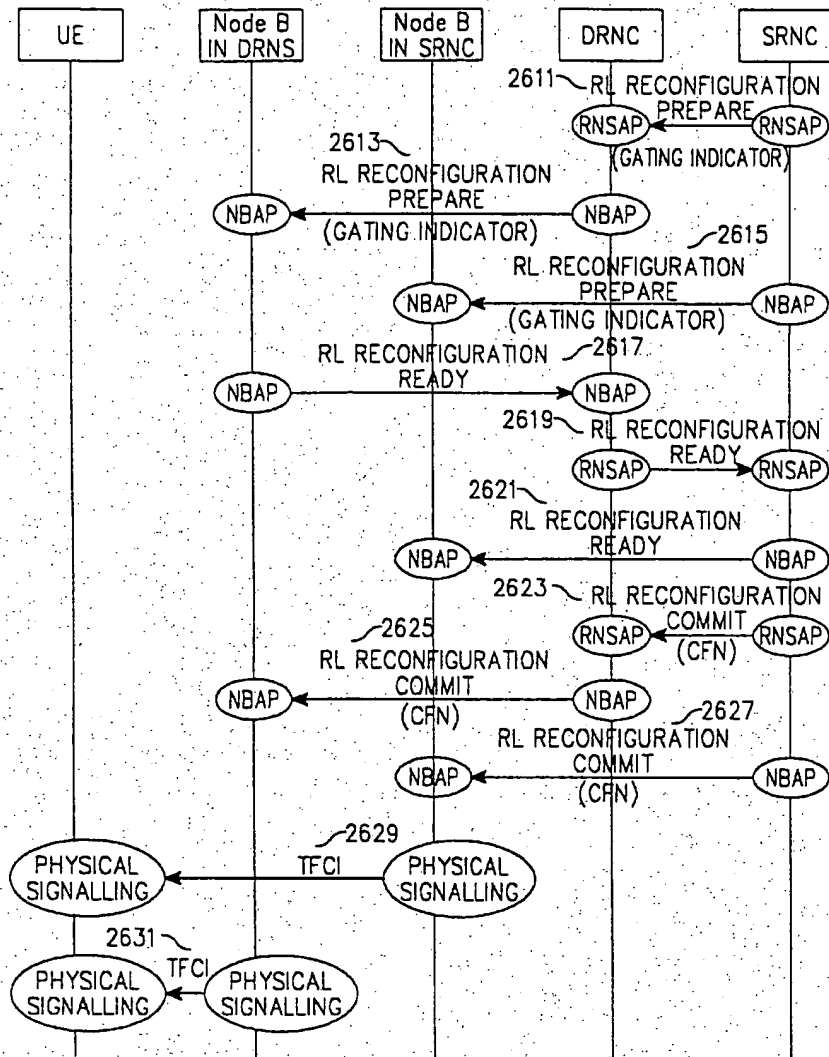 UE
Node B
IN DRNS
Node B
IN SRNC
DRNC
SRNC
2611
RL RECONFIGURATION
PREPARE
RNSAP
RNSAP
(GATING INDICATOR)
2613
RL RECONFIGURATION
PREPARE
NBAP
NBAP
(GATING INDICATOR)
2615
RL RECONFIGURATION
PREPARE
NBAP
NBAP
(GATING INDICATOR)
RL RECONFIGURATION
2617
READY
NBAP
NBAP
2619
RL RECONFIGURATION
READY
RNSAP
RNSAP
2621
RL RECONFIGURATION
READY
NBAP
NBAP
2623
RL RECONFIGURATION
COMMIT
RNSAP
RNSAP
(CFN)
2625
RL RECONFIGURATION
COMMIT
NBAP
NBAP
(CFN)
2627
RL RECONFIGURATION
COMMIT
NBAP
NBAP
(CFN)
2629
TFCI
PHYSICAL
SIGNALLING
PHYSICAL
SIGNALLING
2631
TFCI
PHYSICAL
SIGNALLING
PHYSICAL
SIGNALLING